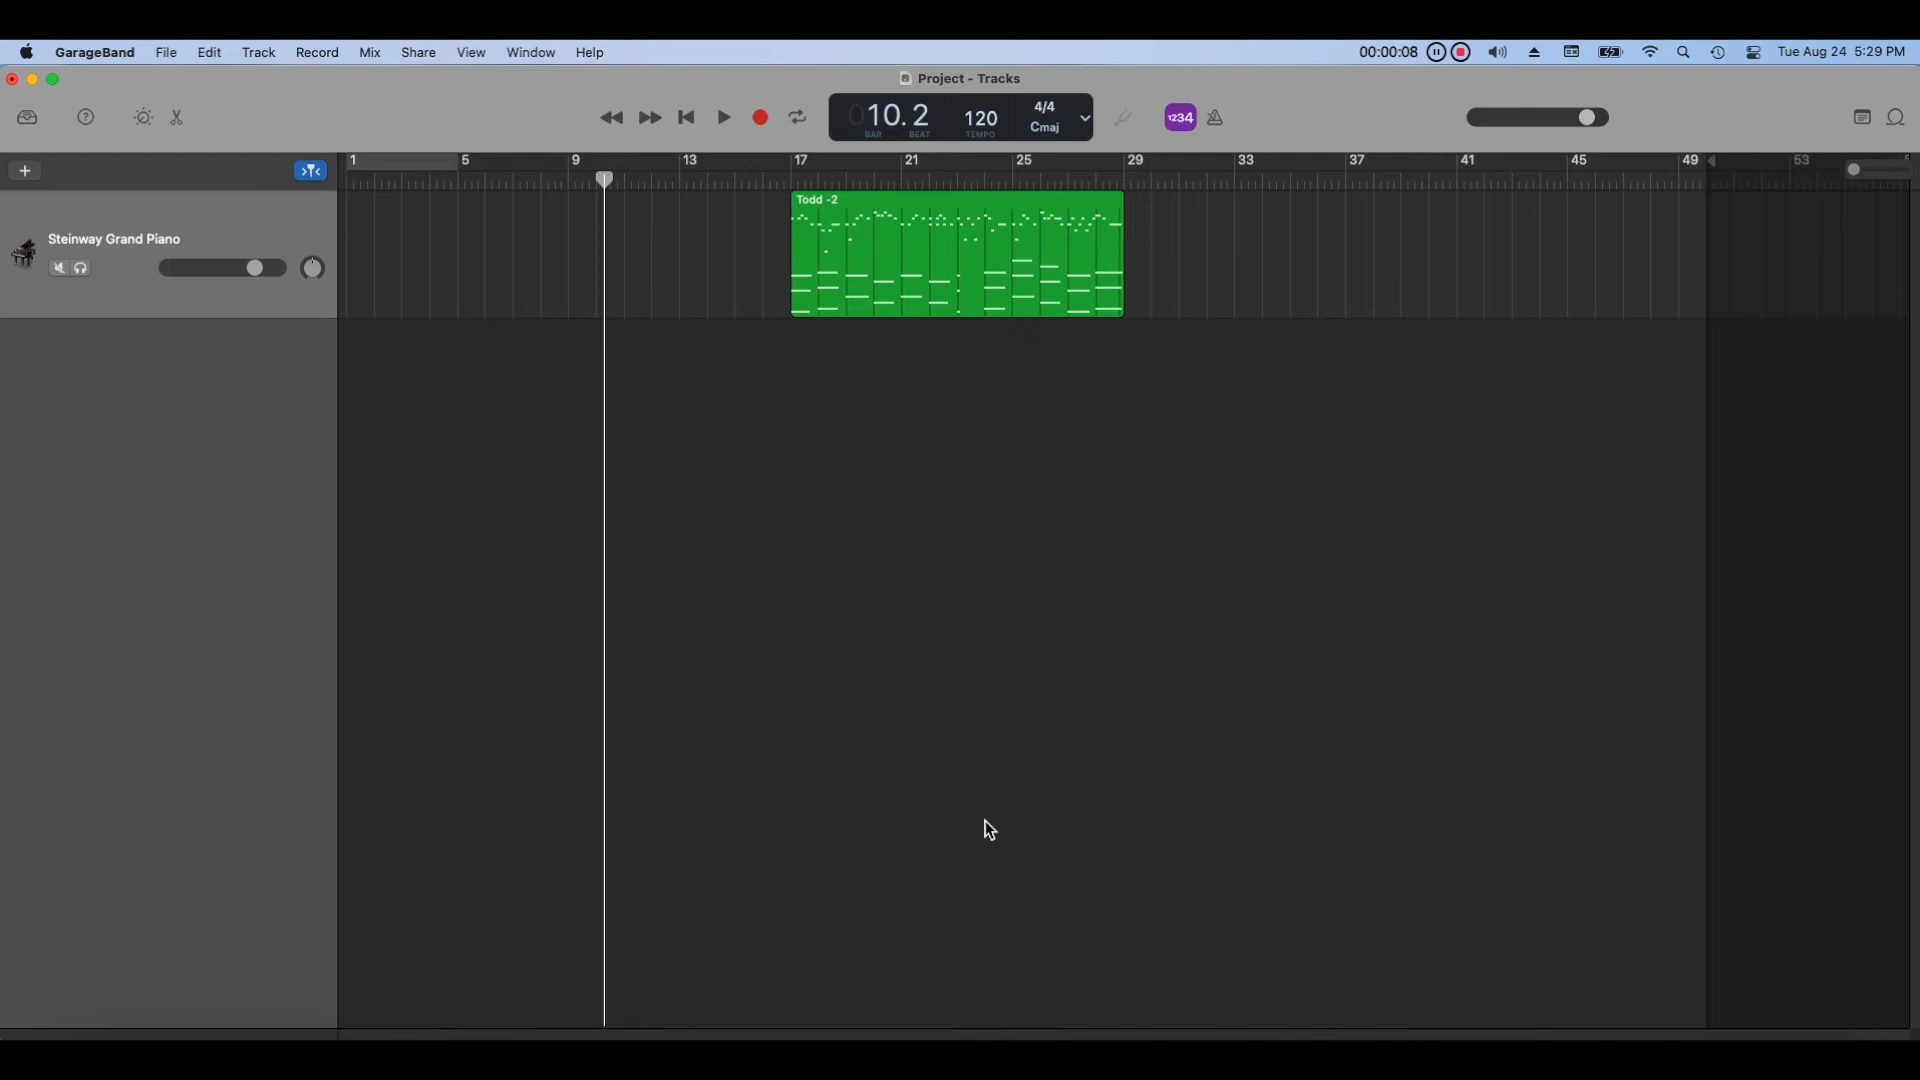 GarageBand File Edit Track Record Mix Share View Window Help 00:00:08 Tue Aug 24 5:29 PM
Project - Tracks
010.2 120 4/4
Cmaj
BAR BEAT TEMPO
1234
1 5 9 13 17 21 25 29 33 37 41 45 49 53
Todd -2
Steinway Grand Piano